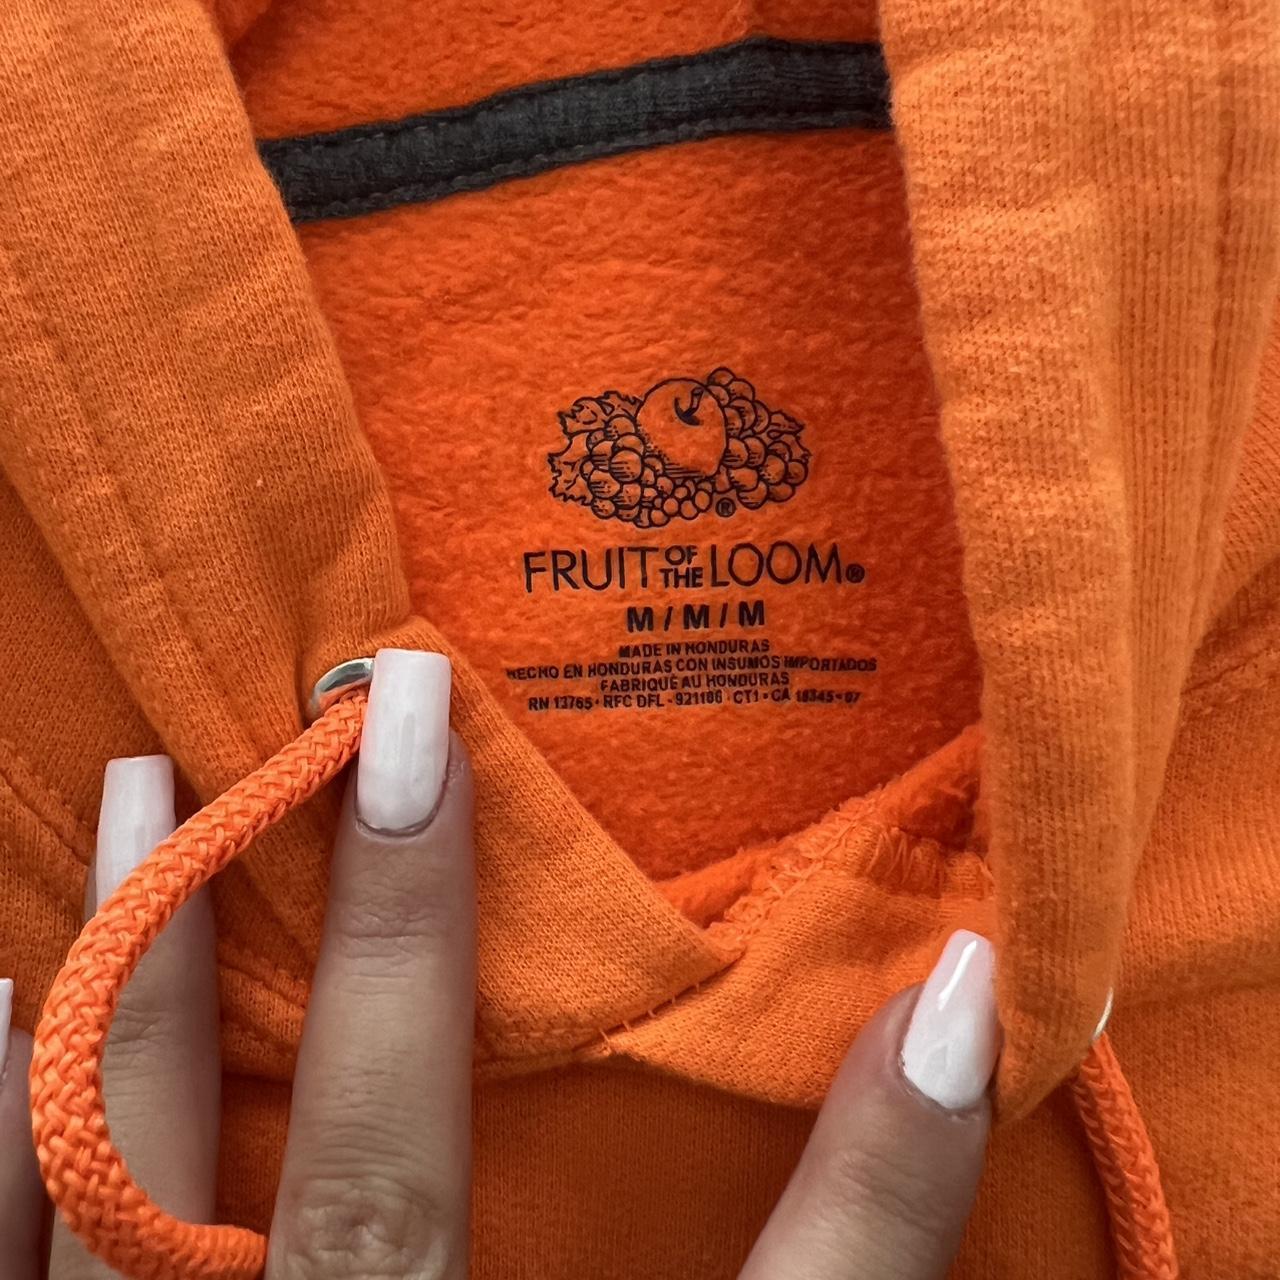 ®
FRUIT OF THE LOOM®
M / M / M
MADE IN HONDURAS
HECHO EN HONDURAS CON INSUMOS IMPORTADOS
FABRIQUÉ AU HONDURAS
RN 13765 • RFC DFL - 921106 • CT1 • CA 18345 • 07